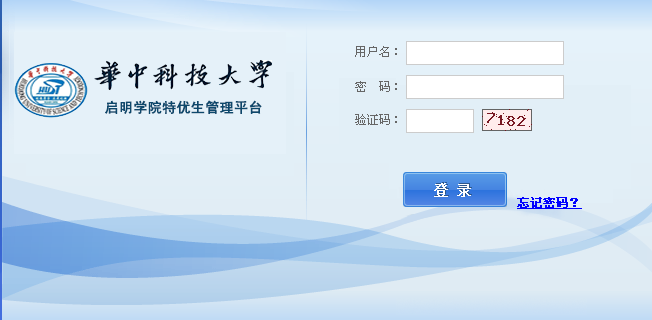 華中科技大学
启明学院特优生管理平台
用户名：
密 码：
验证码：
7182
登 录
忘记密码？